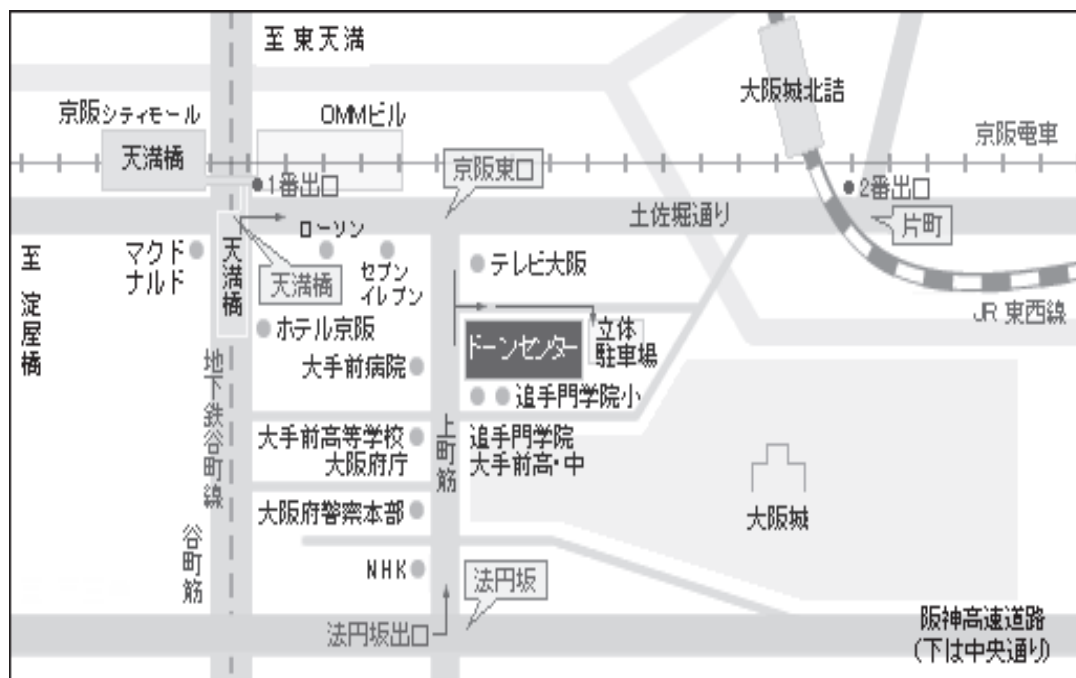 至 東天満
京阪シティモール
OMMビル
大阪城北詰
京阪電車
天満橋
京阪東口
1番出口
2番出口
土佐堀通り
片町
至 淀屋橋
マクド
ナルド
天満橋
天満橋
ローソン
セブン
イレブン
テレビ大阪
JR 東西線
ホテル京阪
ドーンセンター
立体
駐車場
大手前病院
追手門学院小
地下鉄谷町線
大手前高等学校
大阪府庁
上町筋
追手門学院
大手前高・中
大阪城
大阪府警察本部
谷町筋
NHK
法円坂
法円坂出口
阪神高速道路
(下は中央通り)